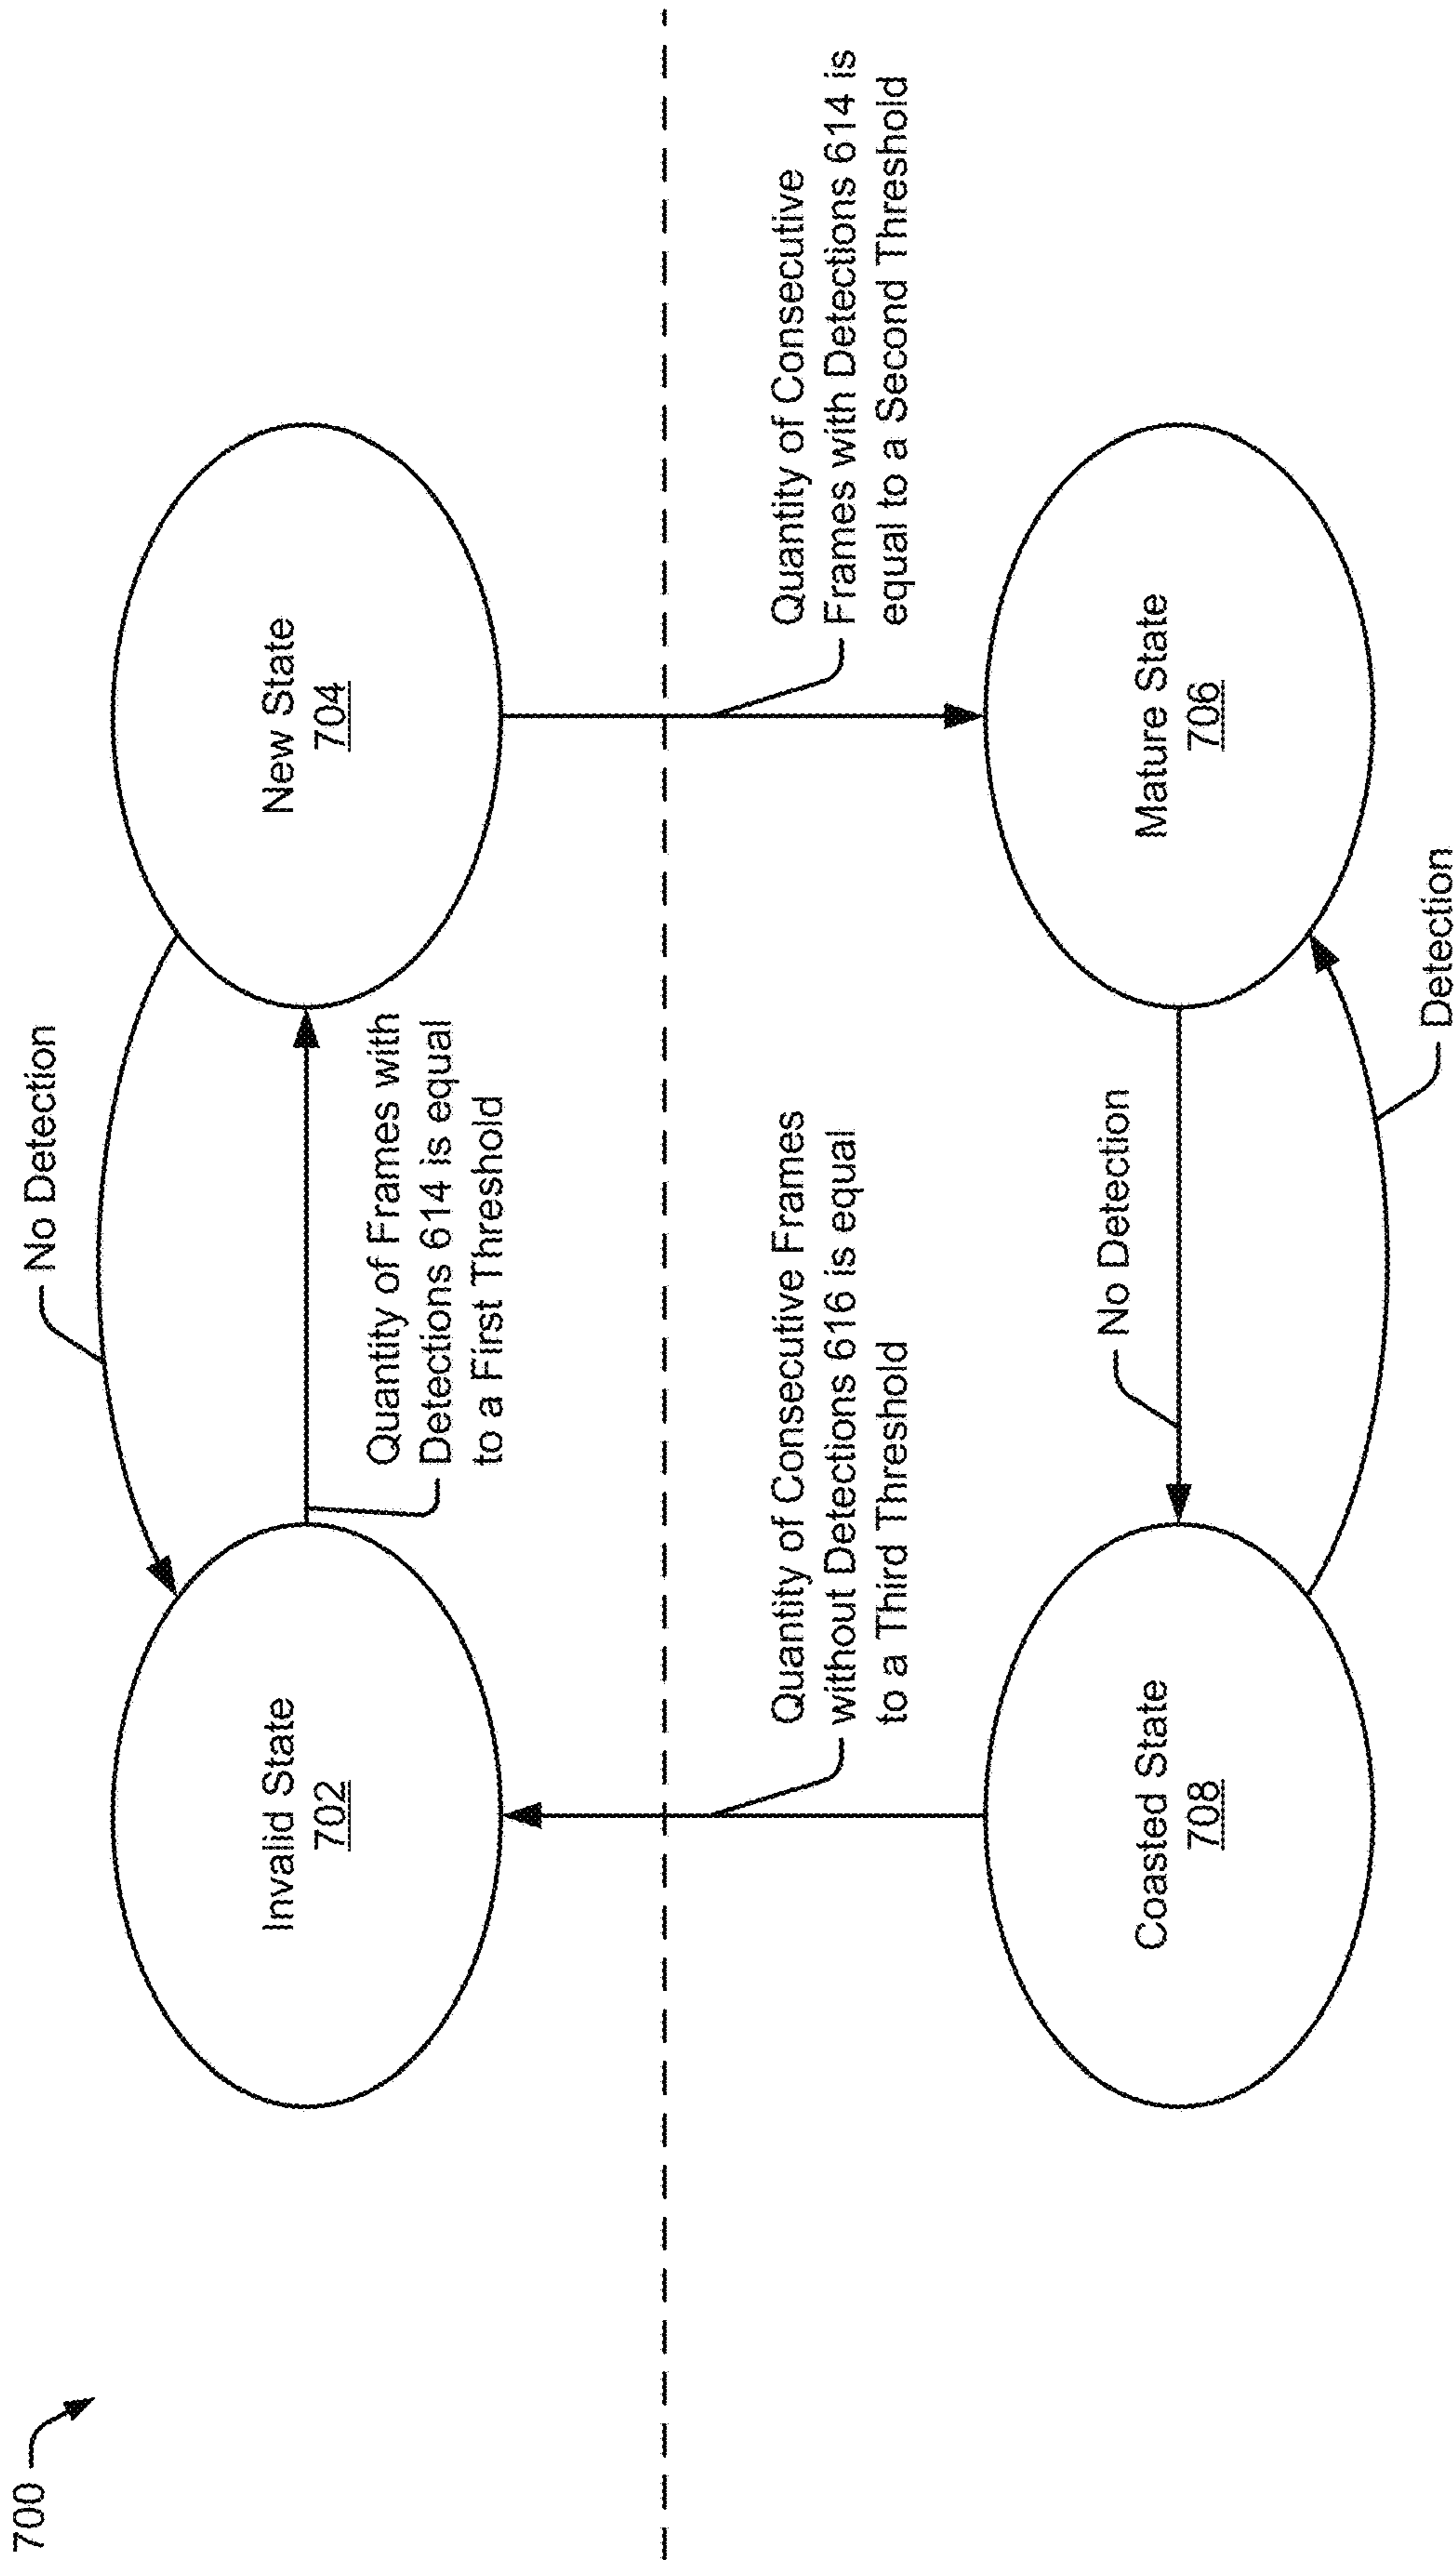 700
No Detection
Invalid State
702
New State
704
Quantity of Frames with
Detections 614 is equal
to a First Threshold
Quantity of Consecutive Frames
without Detections 616 is equal
to a Third Threshold
Quantity of Consecutive
Frames with Detections 614 is
equal to a Second Threshold
No Detection
Coasted State
708
Mature State
706
Detection